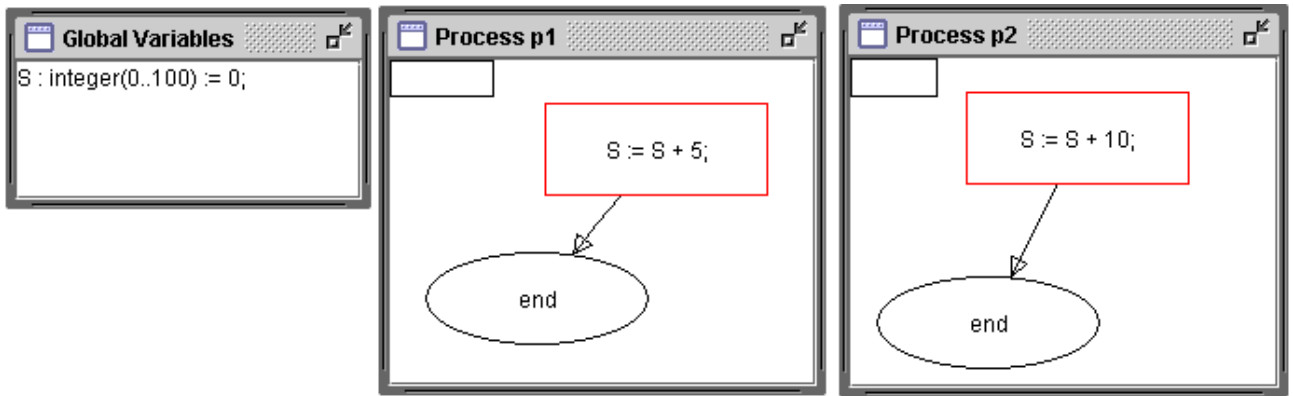 Global Variables
S : integer(0..100) := 0;
Process p1
S := S + 5;
end
Process p2
S := S + 10;
end